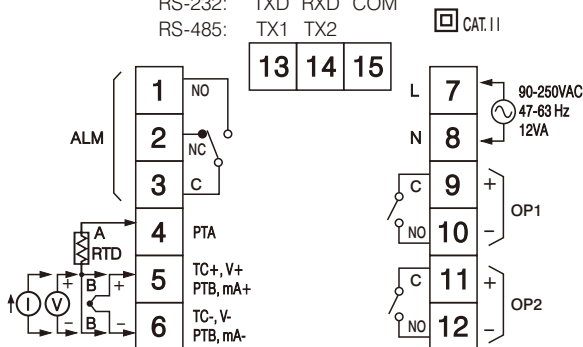 RS-232: TXD RXD COM
RS-485: TX1 TX2
CAT. II
13 14 15
1 NO
ALM
2 NC
3 C
4 PTA
A
RTD
5 TC+, V+
PTB, mA+
B +
6 TC-, V-
PTB, mA-
B -
I V + -
L 7
N 8
90-250VAC
47-63 Hz
12VA
C 9 +
NO 10 -
OP1
C 11 +
NO 12 -
OP2